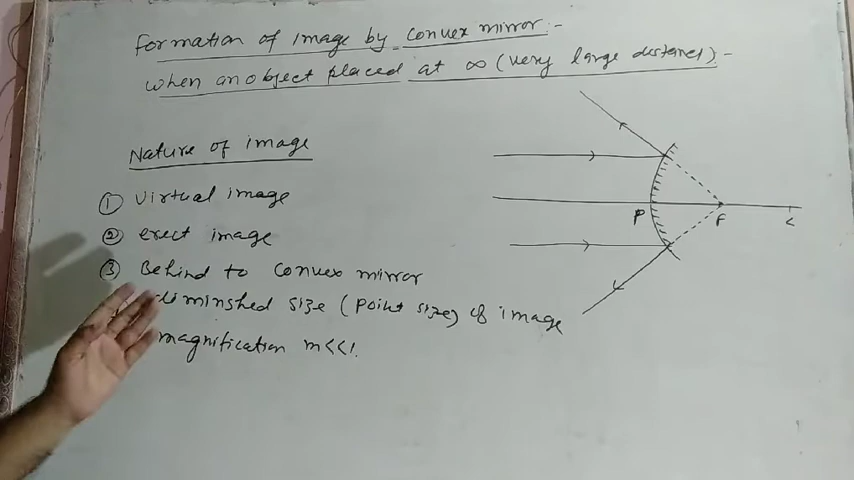 Formation of image by convex mirror :-
when an object placed at ∞ (very large distance) -
Nature of image
① Virtual image
② erect image
③ Behind to convex mirror
size (point size) of image
magnification m<<1.
P
F
C